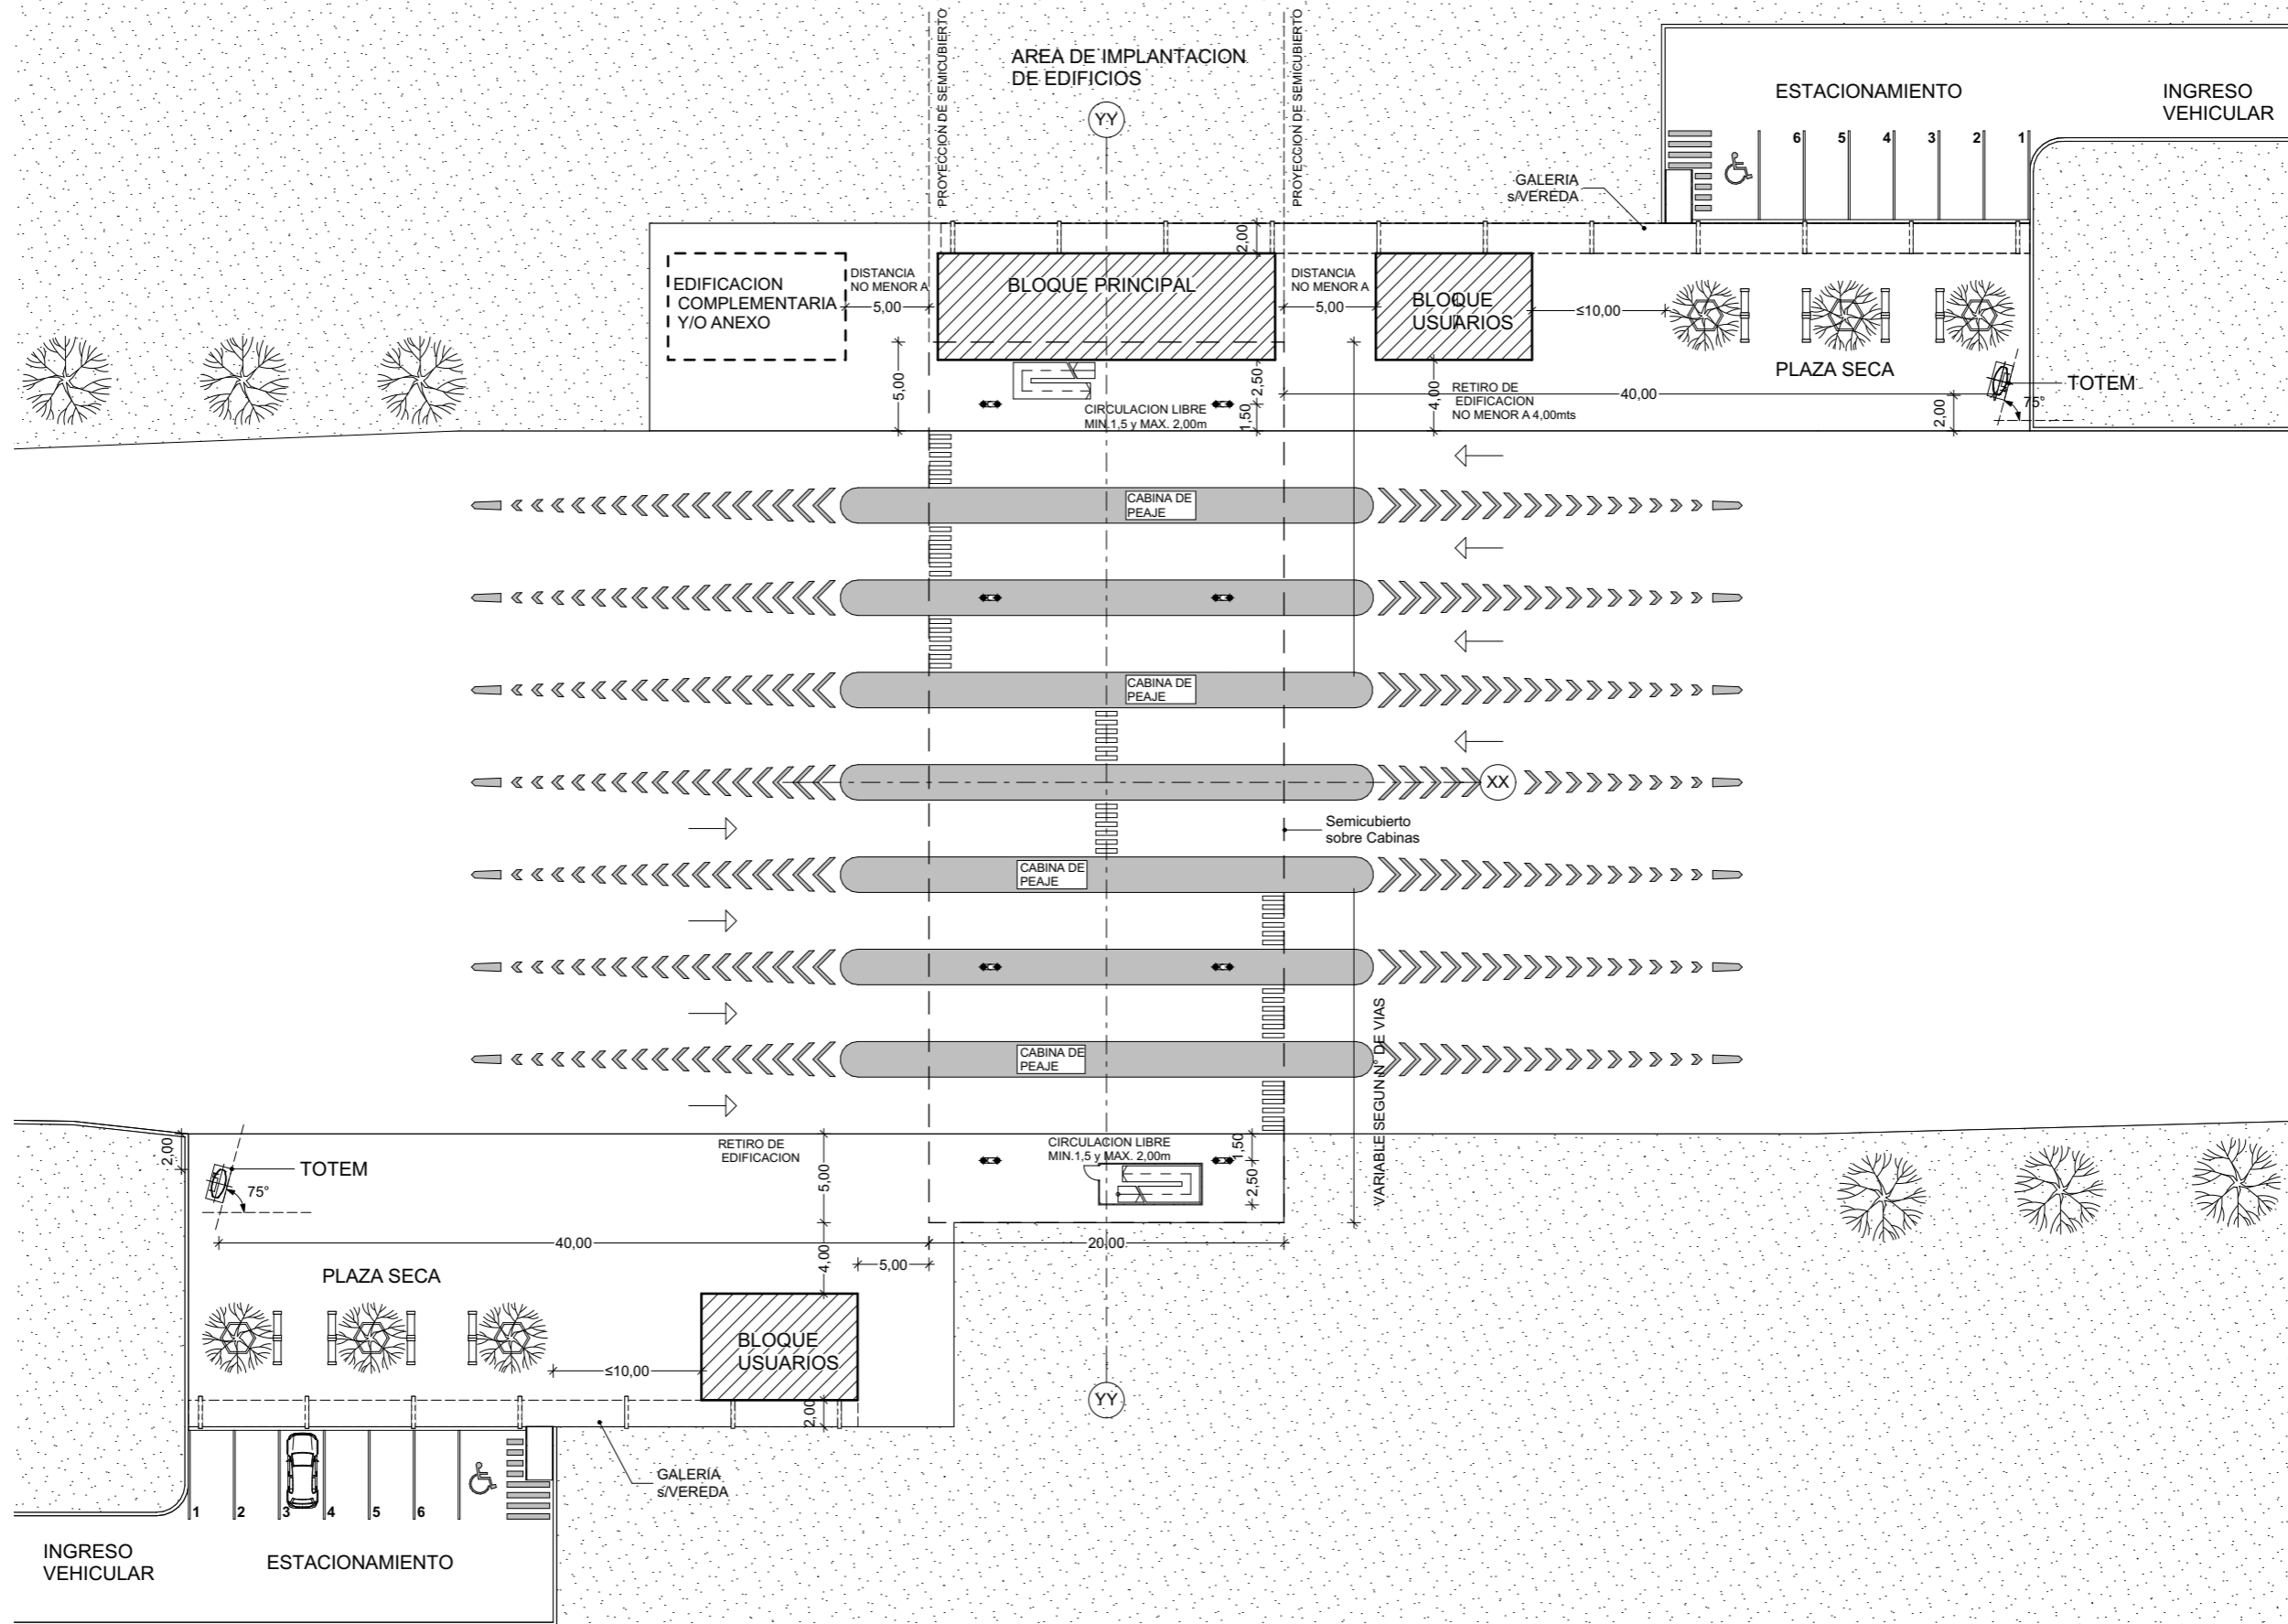 PROYECCION DE SEMICUBIERTO
AREA DE IMPLANTACION
DE EDIFICIOS
PROYECCION DE SEMICUBIERTO
YY
ESTACIONAMIENTO
INGRESO
VEHICULAR
6 5 4 3 2 1
GALERIA
s/VEREDA
2,00
EDIFICACION
COMPLEMENTARIA
Y/O ANEXO
DISTANCIA
NO MENOR A
5,00
BLOQUE PRINCIPAL
DISTANCIA
NO MENOR A
5,00
BLOQUE
USUARIOS
≤10,00
PLAZA SECA
TOTEM
75°
5,00
2,50
1,50
CIRCULACION LIBRE
MIN.1,5 y MAX. 2,00m
4,00
RETIRO DE
EDIFICACION
NO MENOR A 4,00mts
40,00
2,00
CABINA DE
PEAJE
CABINA DE
PEAJE
XX
Semicubierto
sobre Cabinas
CABINA DE
PEAJE
CABINA DE
PEAJE
VARIABLE SEGUN N° DE VIAS
2,00
TOTEM
75°
RETIRO DE
EDIFICACION
5,00
CIRCULACION LIBRE
MIN.1,5 y MAX. 2,00m
1,50
2,50
40,00
20,00
4,00
5,00
PLAZA SECA
BLOQUE
USUARIOS
≤10,00
2,00
YY
GALERIA
s/VEREDA
1 2 3 4 5 6
INGRESO
VEHICULAR
ESTACIONAMIENTO